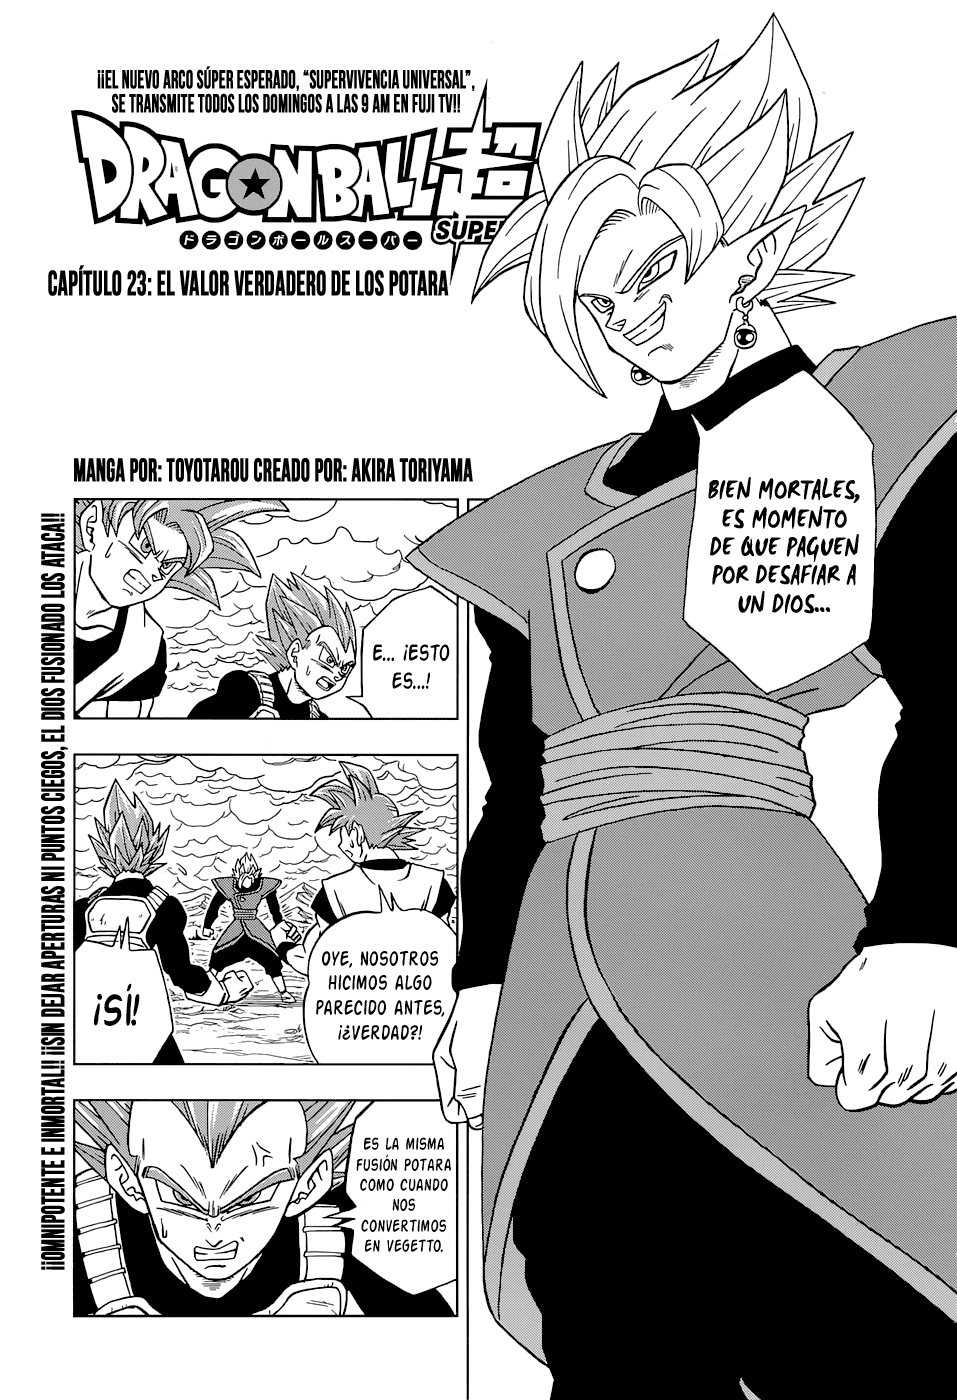 ¡¡EL NUEVO ARCO SÚPER ESPERADO, “SUPERVIVENCIA UNIVERSAL”,
SE TRANSMITE TODOS LOS DOMINGOS A LAS 9 AM EN FUJI TV!!
DRAGON BALL超
SUPER
ドラゴンボールスーパー
CAPÍTULO 23: EL VALOR VERDADERO DE LOS POTARA
MANGA POR: TOYOTAROU CREADO POR: AKIRA TORIYAMA
BIEN MORTALES,
ES MOMENTO
DE QUE PAGUEN
POR DESAFIAR A
UN DIOS...
¡¡OMNIPOTENTE E INMORTAL!! ¡¡SIN DEJAR APERTURAS NI PUNTOS CIEGOS, EL DIOS FUSIONADO LOS ATACA!!
E... ¡ESTO
ES...!
OYE, NOSOTROS
HICIMOS ALGO
PARECIDO ANTES,
¡¿VERDAD?!
¡SÍ!
ES LA MISMA
FUSIÓN POTARA
COMO CUANDO
NOS
CONVERTIMOS
EN VEGETTO.